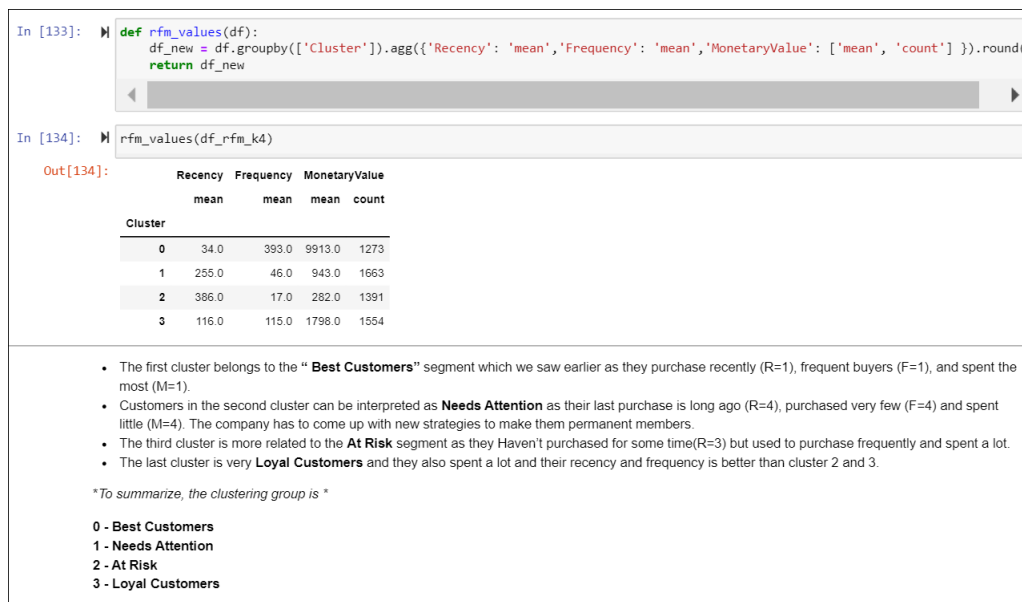 In [133]: def rfm_values(df):
df_new = df.groupby(['Cluster']).agg({'Recency': 'mean','Frequency': 'mean','MonetaryValue': ['mean', 'count'] }).round(
return df_new
In [134]: rfm_values(df_rfm_k4)
Out[134]:
Recency Frequency MonetaryValue
mean mean mean count
Cluster
0 34.0 393.0 9913.0 1273
1 255.0 46.0 943.0 1663
2 386.0 17.0 282.0 1391
3 116.0 115.0 1798.0 1554
• The first cluster belongs to the “ Best Customers” segment which we saw earlier as they purchase recently (R=1), frequent buyers (F=1), and spent the
most (M=1).
• Customers in the second cluster can be interpreted as Needs Attention as their last purchase is long ago (R=4), purchased very few (F=4) and spent
little (M=4). The company has to come up with new strategies to make them permanent members.
• The third cluster is more related to the At Risk segment as they Haven’t purchased for some time(R=3) but used to purchase frequently and spent a lot.
• The last cluster is very Loyal Customers and they also spent a lot and their recency and frequency is better than cluster 2 and 3.
*To summarize, the clustering group is *
0 - Best Customers
1 - Needs Attention
2 - At Risk
3 - Loyal Customers